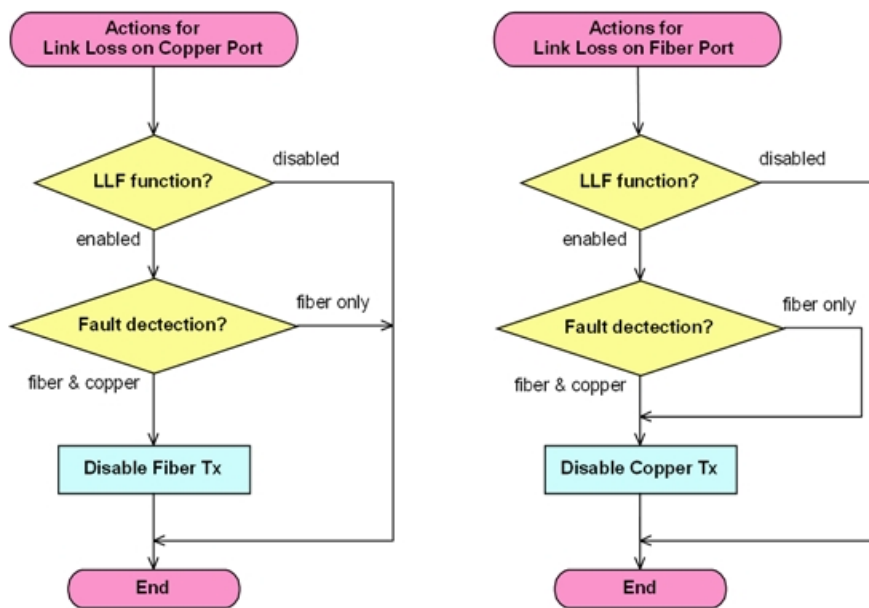 Actions for
Link Loss on Copper Port
LLF function?
disabled
enabled
Fault dectection?
fiber only
fiber & copper
Disable Fiber Tx
End
Actions for
Link Loss on Fiber Port
LLF function?
disabled
enabled
Fault dectection?
fiber only
fiber & copper
Disable Copper Tx
End